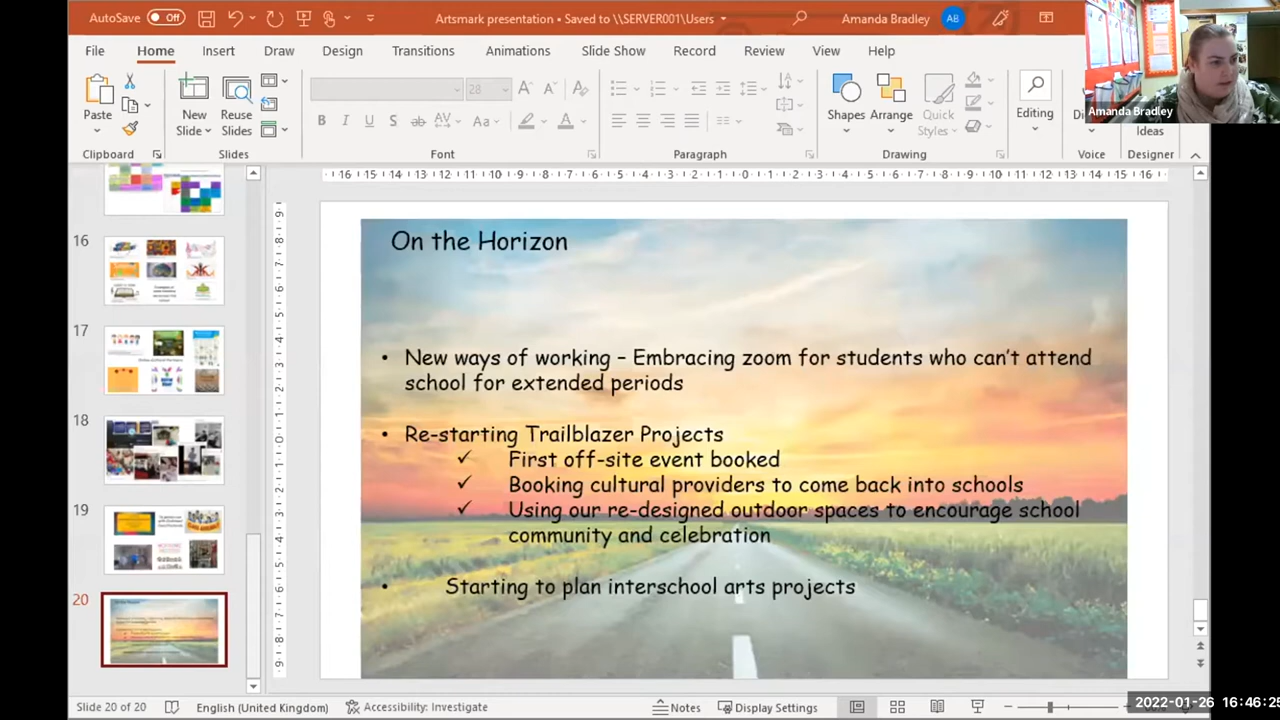 AutoSave Off Artsmark presentation • Saved to \\SERVER001\Users Amanda Bradley AB
File Home Insert Draw Design Transitions Animations Slide Show Record Review View Help
Paste
New Slide
Reuse Slides
28
B I U
Aa
Shapes
Arrange
Quick Styles
Editing
Ideas
Clipboard Slides Font Paragraph Drawing Voice Designer
Amanda Bradley
16
17
18
19
20
On the Horizon
• New ways of working – Embracing zoom for students who can't attend
school for extended periods
• Re-starting Trailblazer Projects
✓ First off-site event booked
✓ Booking cultural providers to come back into schools
✓ Using our re-designed outdoor spaces to encourage school
community and celebration
• Starting to plan interschool arts projects
Slide 20 of 20 English (United Kingdom) Accessibility: Investigate Notes Display Settings
2022-01-26 16:46:25